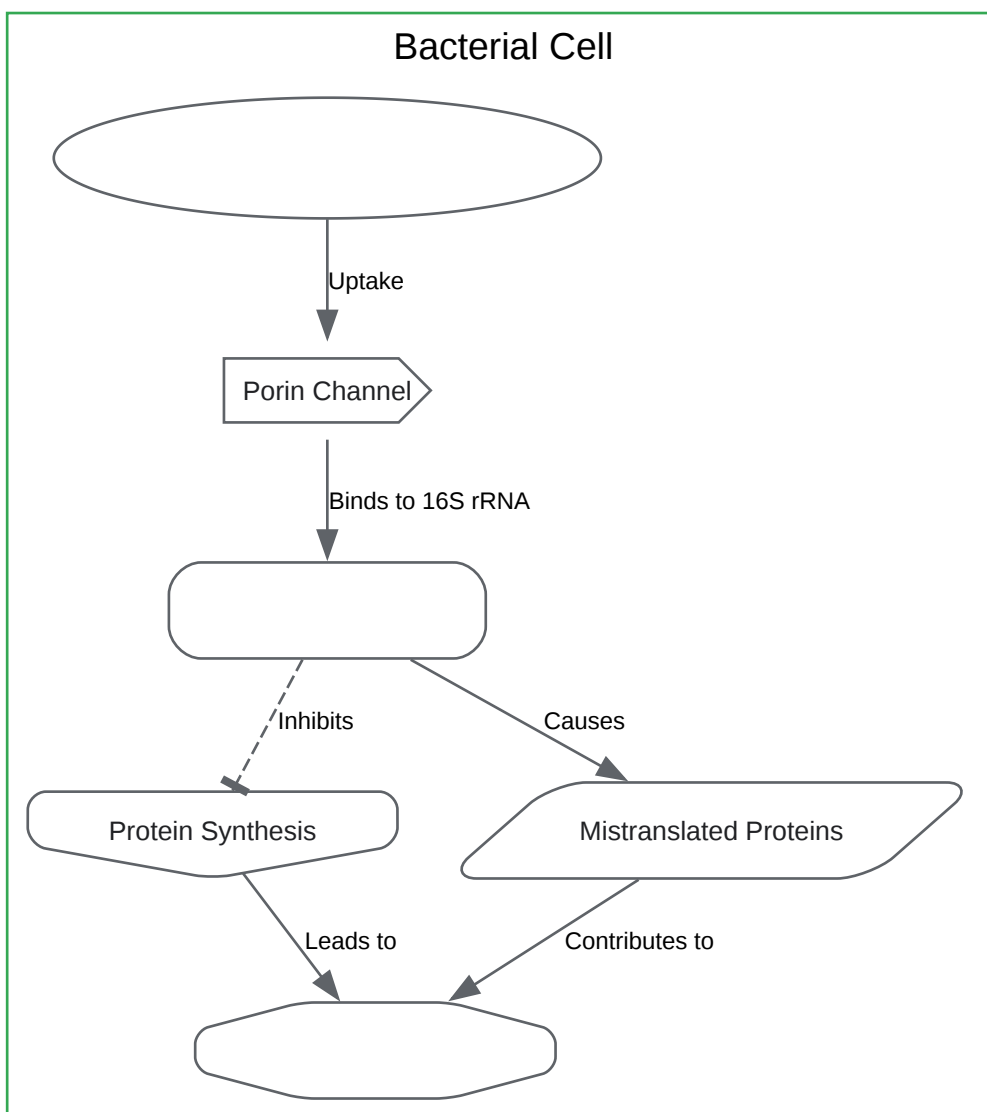 Bacterial Cell
Uptake
Porin Channel
Binds to 16S rRNA
Inhibits
Causes
Protein Synthesis
Mistranslated Proteins
Leads to
Contributes to